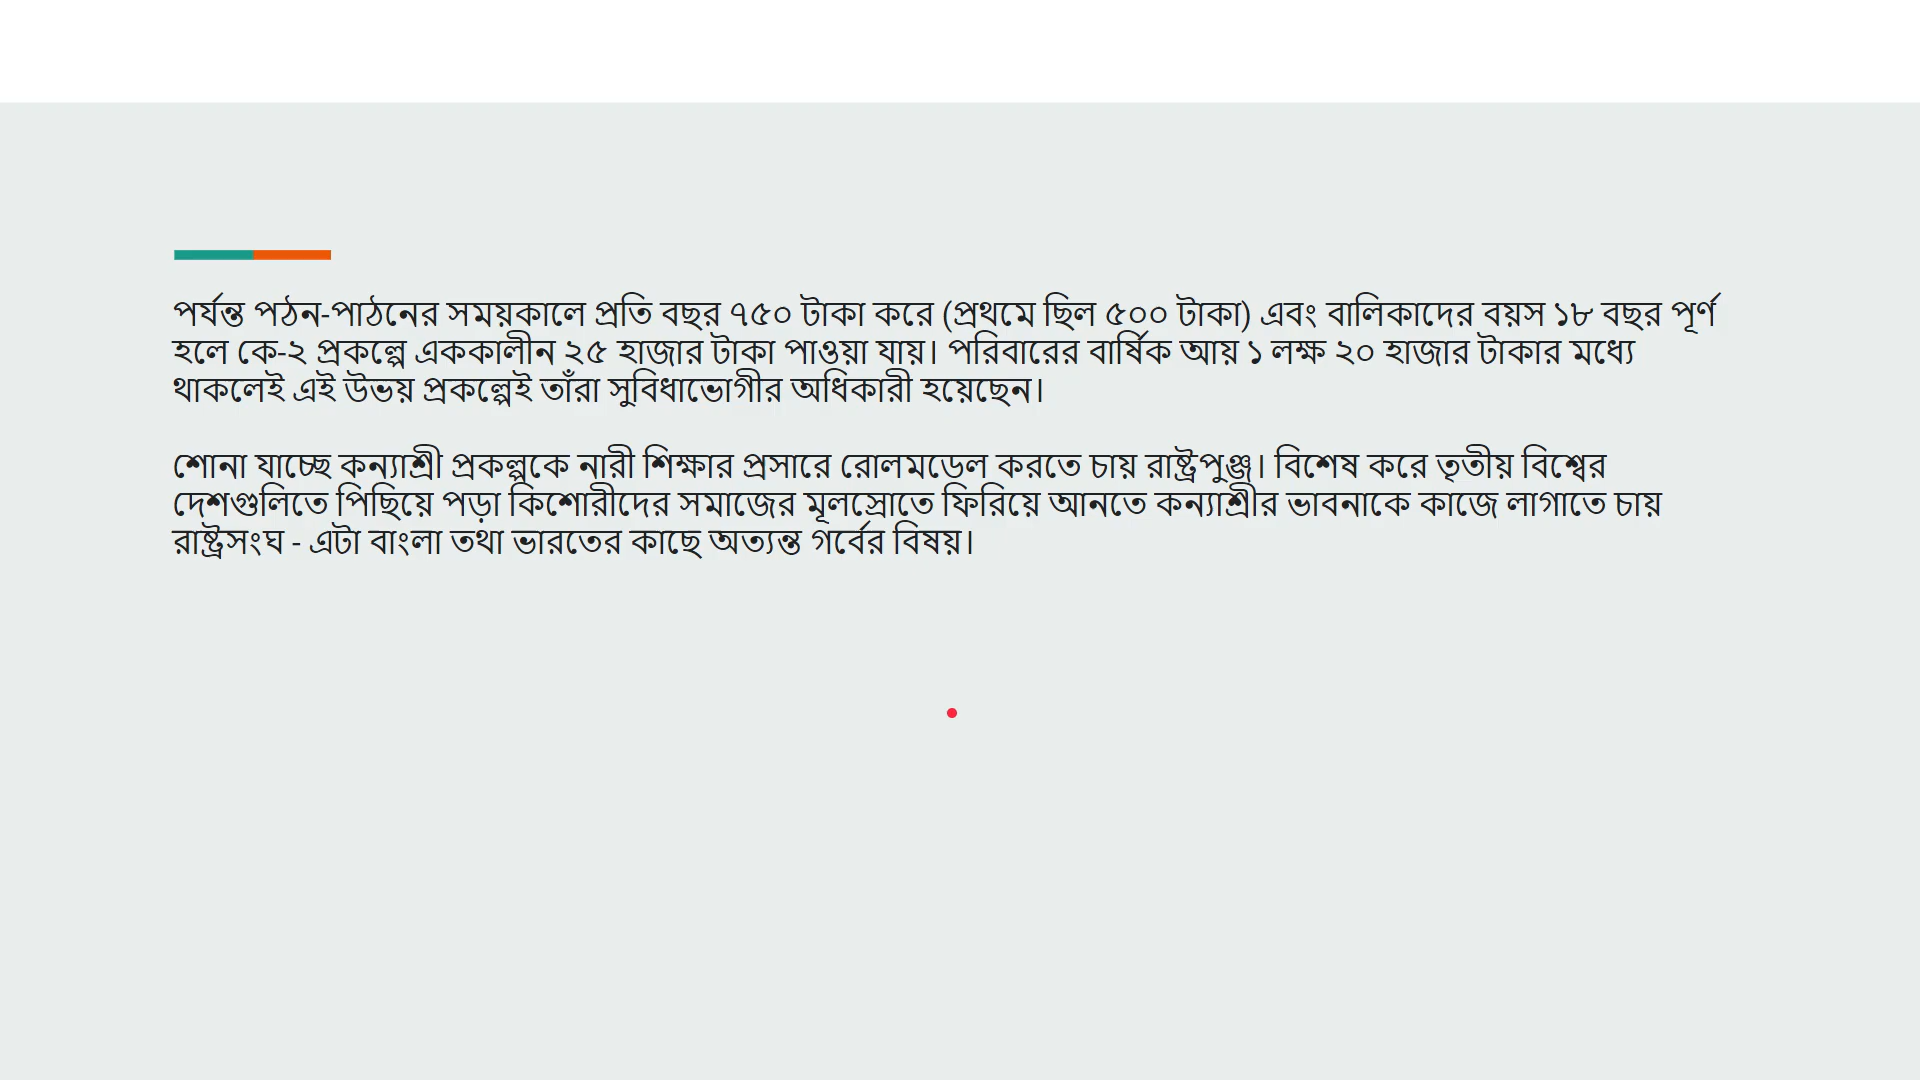 পর্যন্ত পঠন-পাঠনের সময়কালে প্রতি বছর ৭৫০ টাকা করে (প্রথমে ছিল ৫০০ টাকা) এবং বালিকাদের বয়স ১৮ বছর পূর্ণ
হলে কে-২ প্রকল্পে এককালীন ২৫ হাজার টাকা পাওয়া যায়। পরিবারের বার্ষিক আয় ১ লক্ষ ২০ হাজার টাকার মধ্যে
থাকলেই এই উভয় প্রকল্পেই তাঁরা সুবিধাভোগীর অধিকারী হয়েছেন।
শোনা যাচ্ছে কন্যাশ্রী প্রকল্পকে নারী শিক্ষার প্রসারে রোলমডেল করতে চায় রাষ্ট্রপুঞ্জ। বিশেষ করে তৃতীয় বিশ্বের
দেশগুলিতে পিছিয়ে পড়া কিশোরীদের সমাজের মূলস্রোতে ফিরিয়ে আনতে কন্যাশ্রীর ভাবনাকে কাজে লাগাতে চায়
রাষ্ট্রসংঘ - এটা বাংলা তথা ভারতের কাছে অত্যন্ত গর্বের বিষয়।